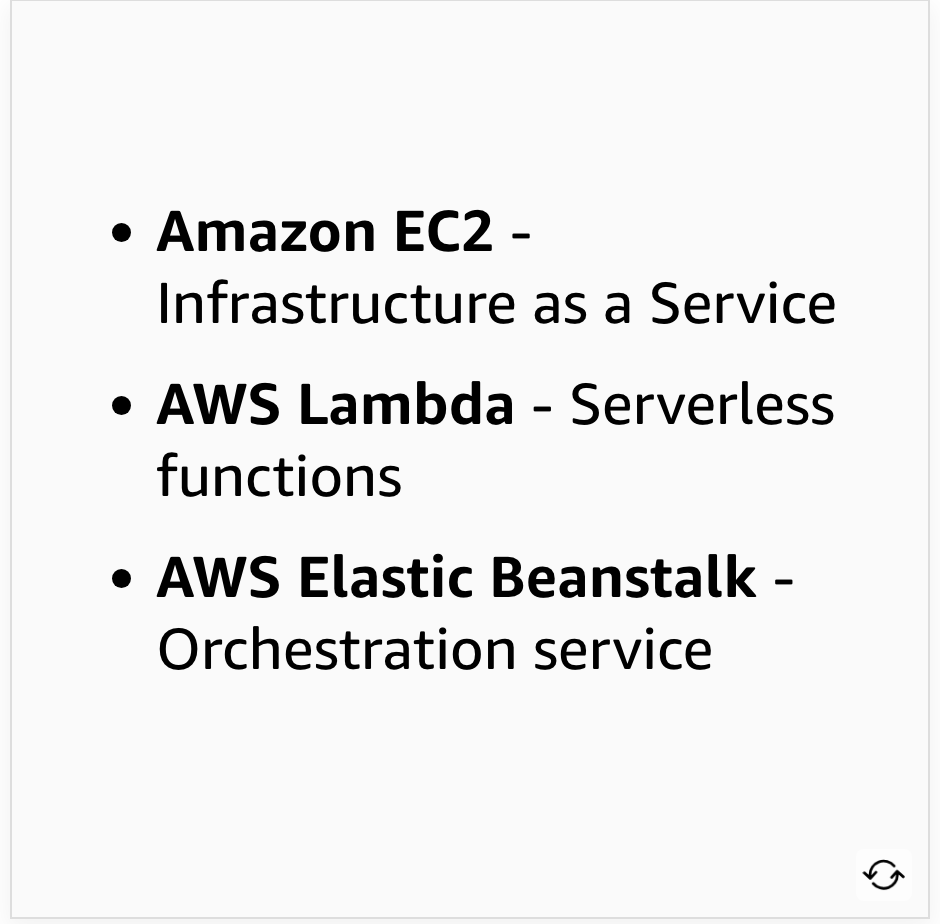 • Amazon EC2 -
Infrastructure as a Service
• AWS Lambda - Serverless
functions
• AWS Elastic Beanstalk -
Orchestration service